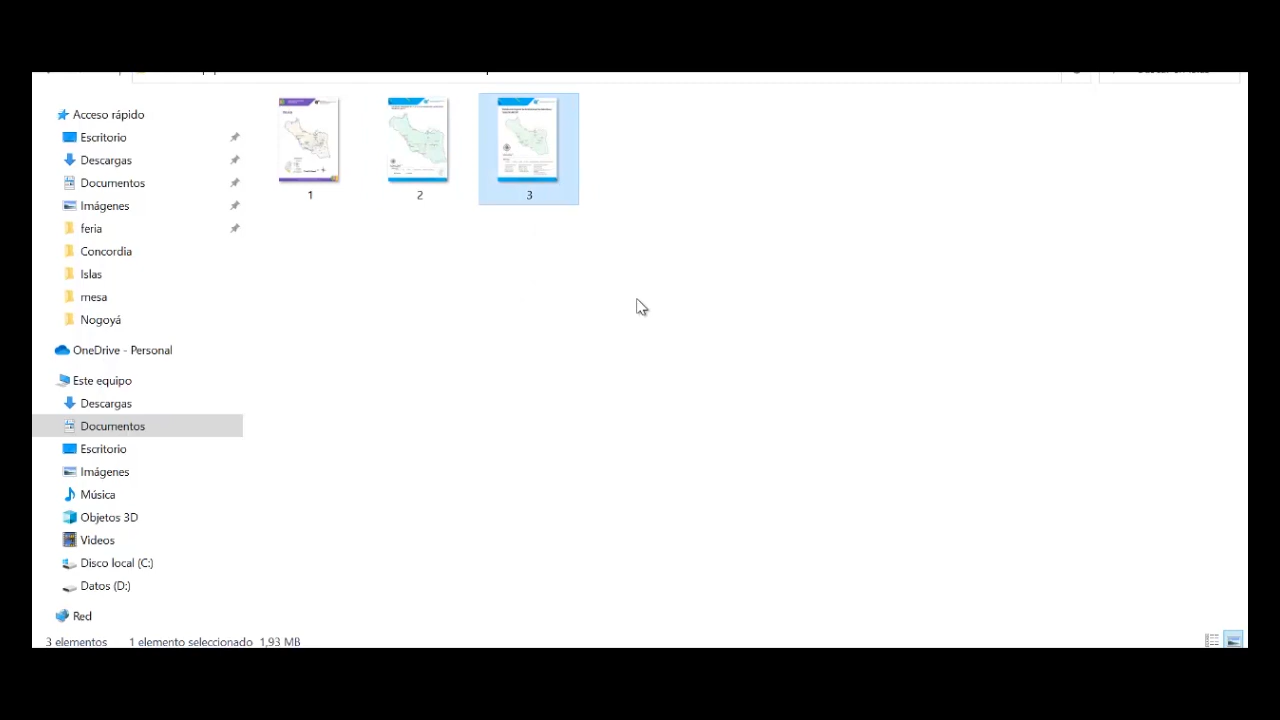 Acceso rápido
Escritorio
Descargas
Documentos
Imágenes
feria
Concordia
Islas
mesa
Nogoyá
OneDrive - Personal
Este equipo
Descargas
Documentos
Escritorio
Imágenes
Música
Objetos 3D
Videos
Disco local (C:)
Datos (D:)
Red
1
2
3
3 elementos 1 elemento seleccionado 1,93 MB